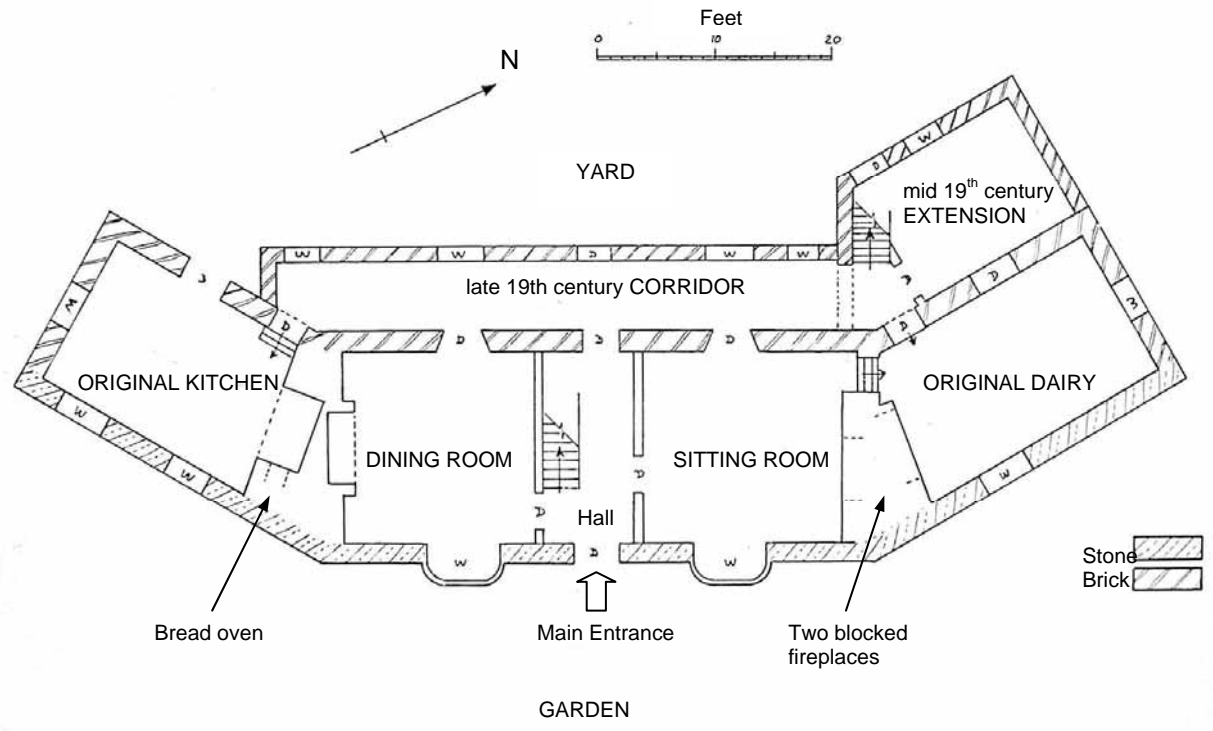 Feet
0 10 20
N
YARD
D W
mid 19th century
EXTENSION
W W D W W
D
late 19th century CORRIDOR
D
D
W
W
D
D
D
D
D
ORIGINAL KITCHEN
ORIGINAL DAIRY
W
DINING ROOM
SITTING ROOM
D
W
W
D
Hall
W
D
W
Stone
Brick
Bread oven
Main Entrance
Two blocked
fireplaces
GARDEN